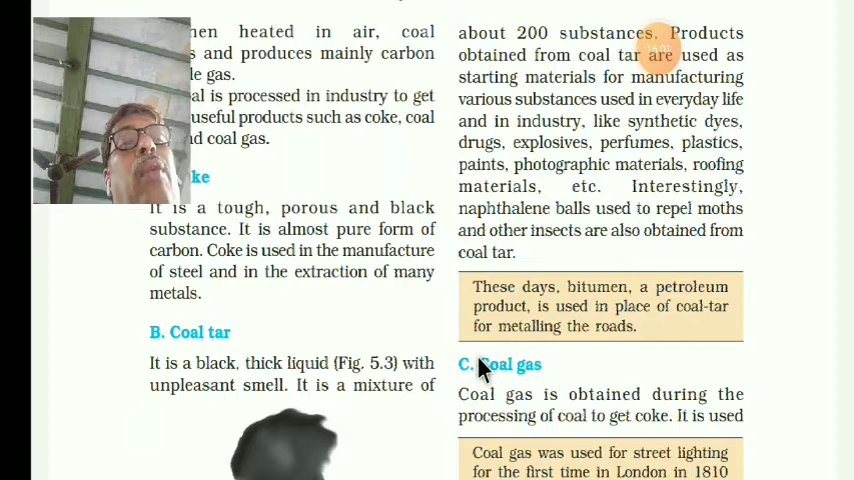 hen heated in air, coal
s and produces mainly carbon
le gas.
al is processed in industry to get
useful products such as coke, coal
nd coal gas.
ke
It is a tough, porous and black
substance. It is almost pure form of
carbon. Coke is used in the manufacture
of steel and in the extraction of many
metals.
B. Coal tar
It is a black, thick liquid (Fig. 5.3) with
unpleasant smell. It is a mixture of
about 200 substances. Products
obtained from coal tar are used as
starting materials for manufacturing
various substances used in everyday life
and in industry, like synthetic dyes,
drugs, explosives, perfumes, plastics,
paints, photographic materials, roofing
materials, etc. Interestingly,
naphthalene balls used to repel moths
and other insects are also obtained from
coal tar.
These days, bitumen, a petroleum
product, is used in place of coal-tar
for metalling the roads.
C. Coal gas
Coal gas is obtained during the
processing of coal to get coke. It is used
Coal gas was used for street lighting
for the first time in London in 1810